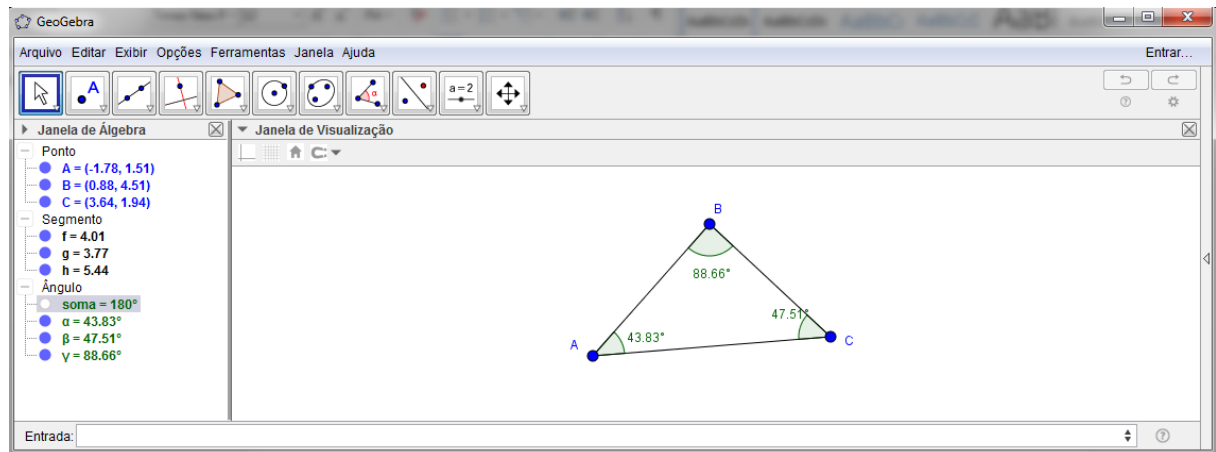 GeoGebra
Arquivo Editar Exibir Opções Ferramentas Janela Ajuda Entrar...
A α a = 2
Janela de Álgebra
Janela de Visualização
Ponto
A = (-1.78, 1.51)
B = (0.88, 4.51)
C = (3.64, 1.94)
Segmento
f = 4.01
g = 3.77
h = 5.44
Ângulo
soma = 180°
α = 43.83°
β = 47.51°
γ = 88.66°
B
88.66°
47.51°
A
43.83°
C
Entrada: